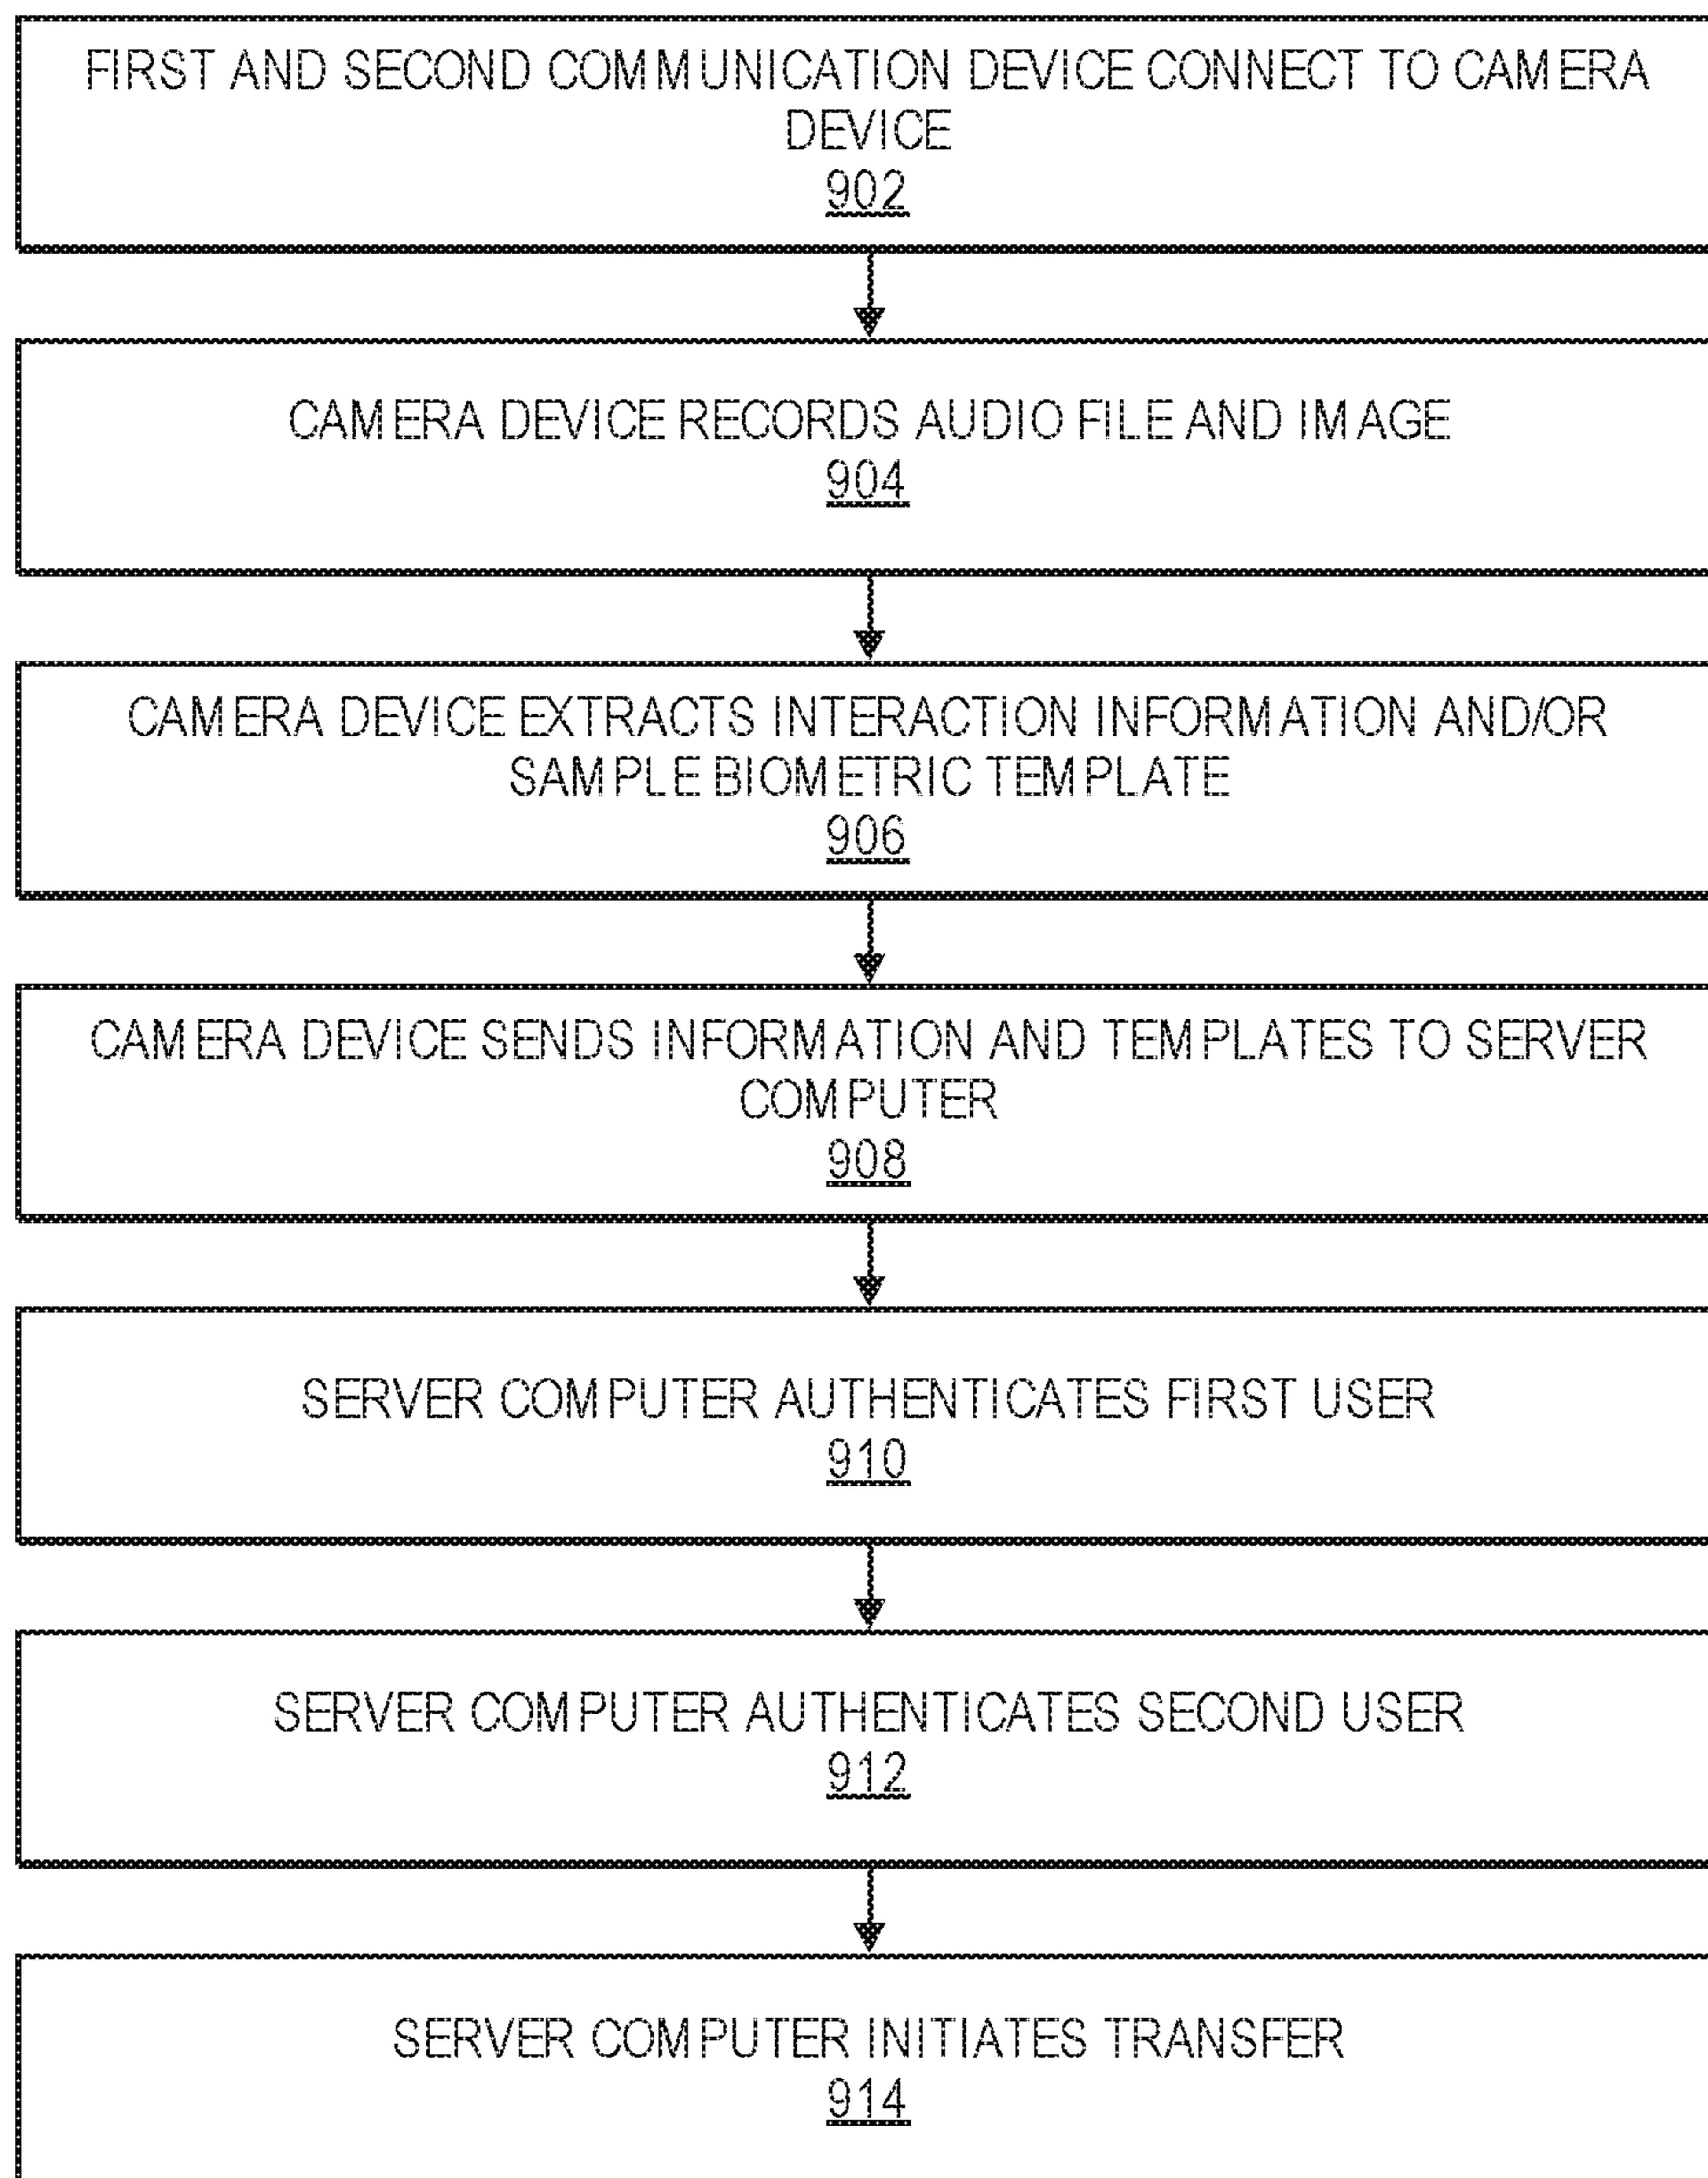 FIRST AND SECOND COMMUNICATION DEVICE CONNECT TO CAMERA
DEVICE
902
CAMERA DEVICE RECORDS AUDIO FILE AND IMAGE
904
CAMERA DEVICE EXTRACTS INTERACTION INFORMATION AND/OR
SAMPLE BIOMETRIC TEMPLATE
906
CAMERA DEVICE SENDS INFORMATION AND TEMPLATES TO SERVER
COMPUTER
908
SERVER COMPUTER AUTHENTICATES FIRST USER
910
SERVER COMPUTER AUTHENTICATES SECOND USER
912
SERVER COMPUTER INITIATES TRANSFER
914